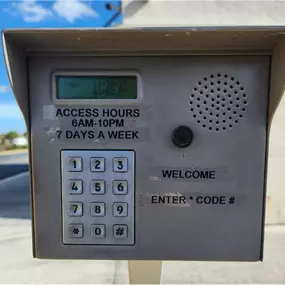 ACCESS HOURS
6AM-10PM
7 DAYS A WEEK
1 2 3
4 5 6
7 8 9
* 0 #
WELCOME
ENTER * CODE #